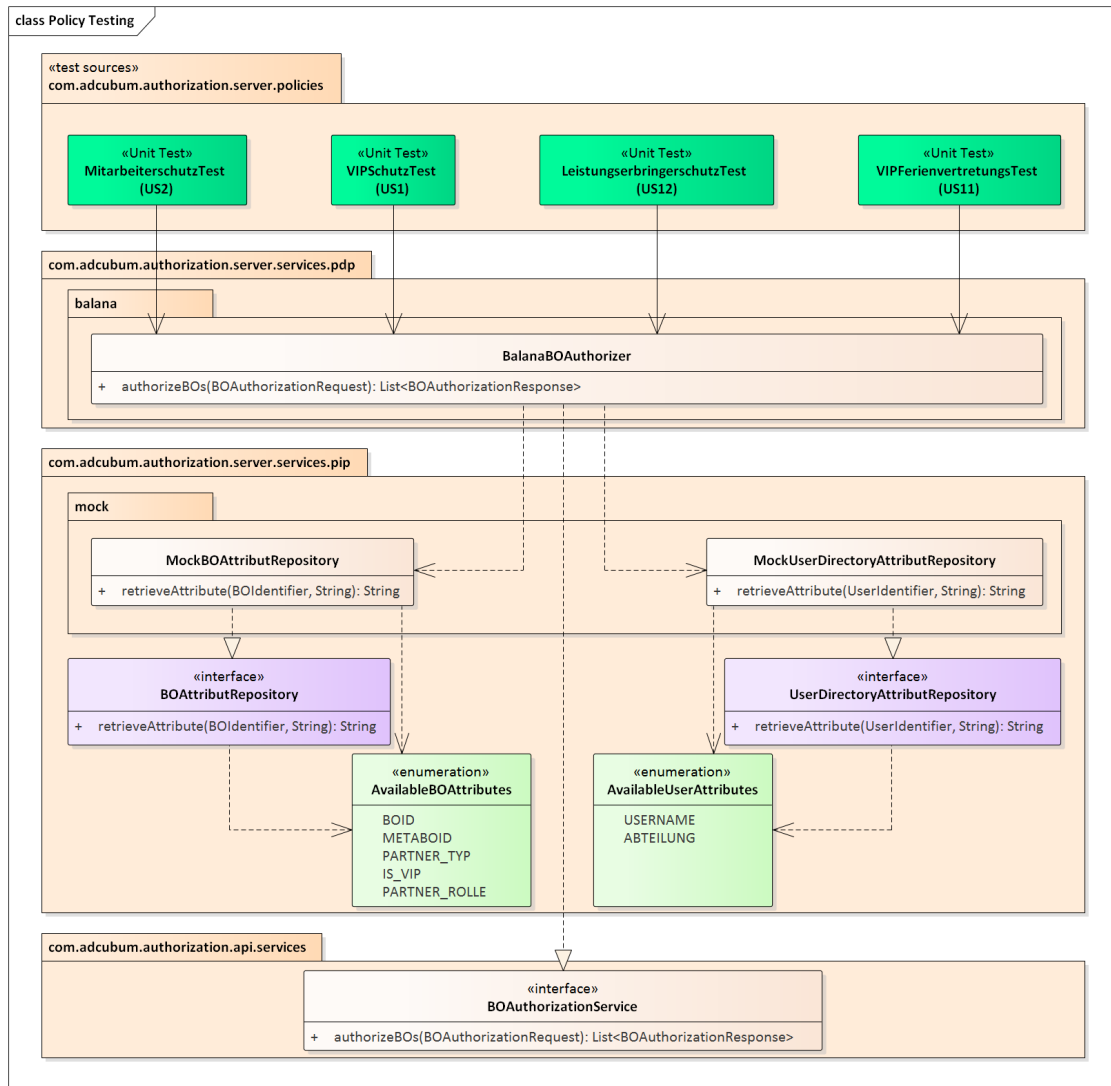 class Policy Testing
«test sources»
com.adcubum.authorization.server.policies
«Unit Test»
MitarbeiterschutzTest
(US2)
«Unit Test»
VIPSchutzTest
(US1)
«Unit Test»
LeistungserbringerschutzTest
(US12)
«Unit Test»
VIPFerienvertretungsTest
(US11)
com.adcubum.authorization.server.services.pdp
balana
BalanaBOAuthorizer
+ authorizeBOs(BOAuthorizationRequest): List<BOAuthorizationResponse>
com.adcubum.authorization.server.services.pip
mock
MockBOAttributRepository
+ retrieveAttribute(BOIdentifier, String): String
MockUserDirectoryAttributRepository
+ retrieveAttribute(UserIdentifier, String): String
«interface»
BOAttributRepository
+ retrieveAttribute(BOIdentifier, String): String
«interface»
UserDirectoryAttributRepository
+ retrieveAttribute(UserIdentifier, String): String
«enumeration»
AvailableBOAttributes
BOID
METABOID
PARTNER_TYP
IS_VIP
PARTNER_ROLLE
«enumeration»
AvailableUserAttributes
USERNAME
ABTEILUNG
com.adcubum.authorization.api.services
«interface»
BOAuthorizationService
+ authorizeBOs(BOAuthorizationRequest): List<BOAuthorizationResponse>